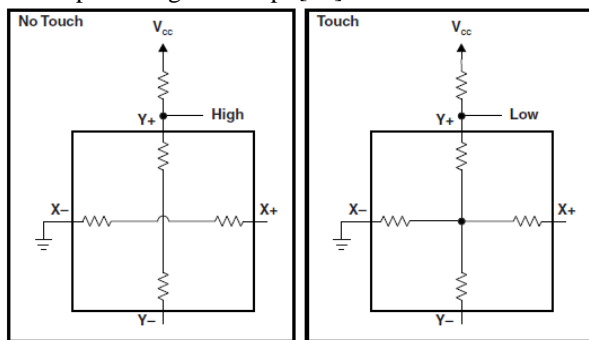 No Touch
Vcc
Y+
High
X–
X+
Y–
Touch
Vcc
Y+
Low
X–
X+
Y–